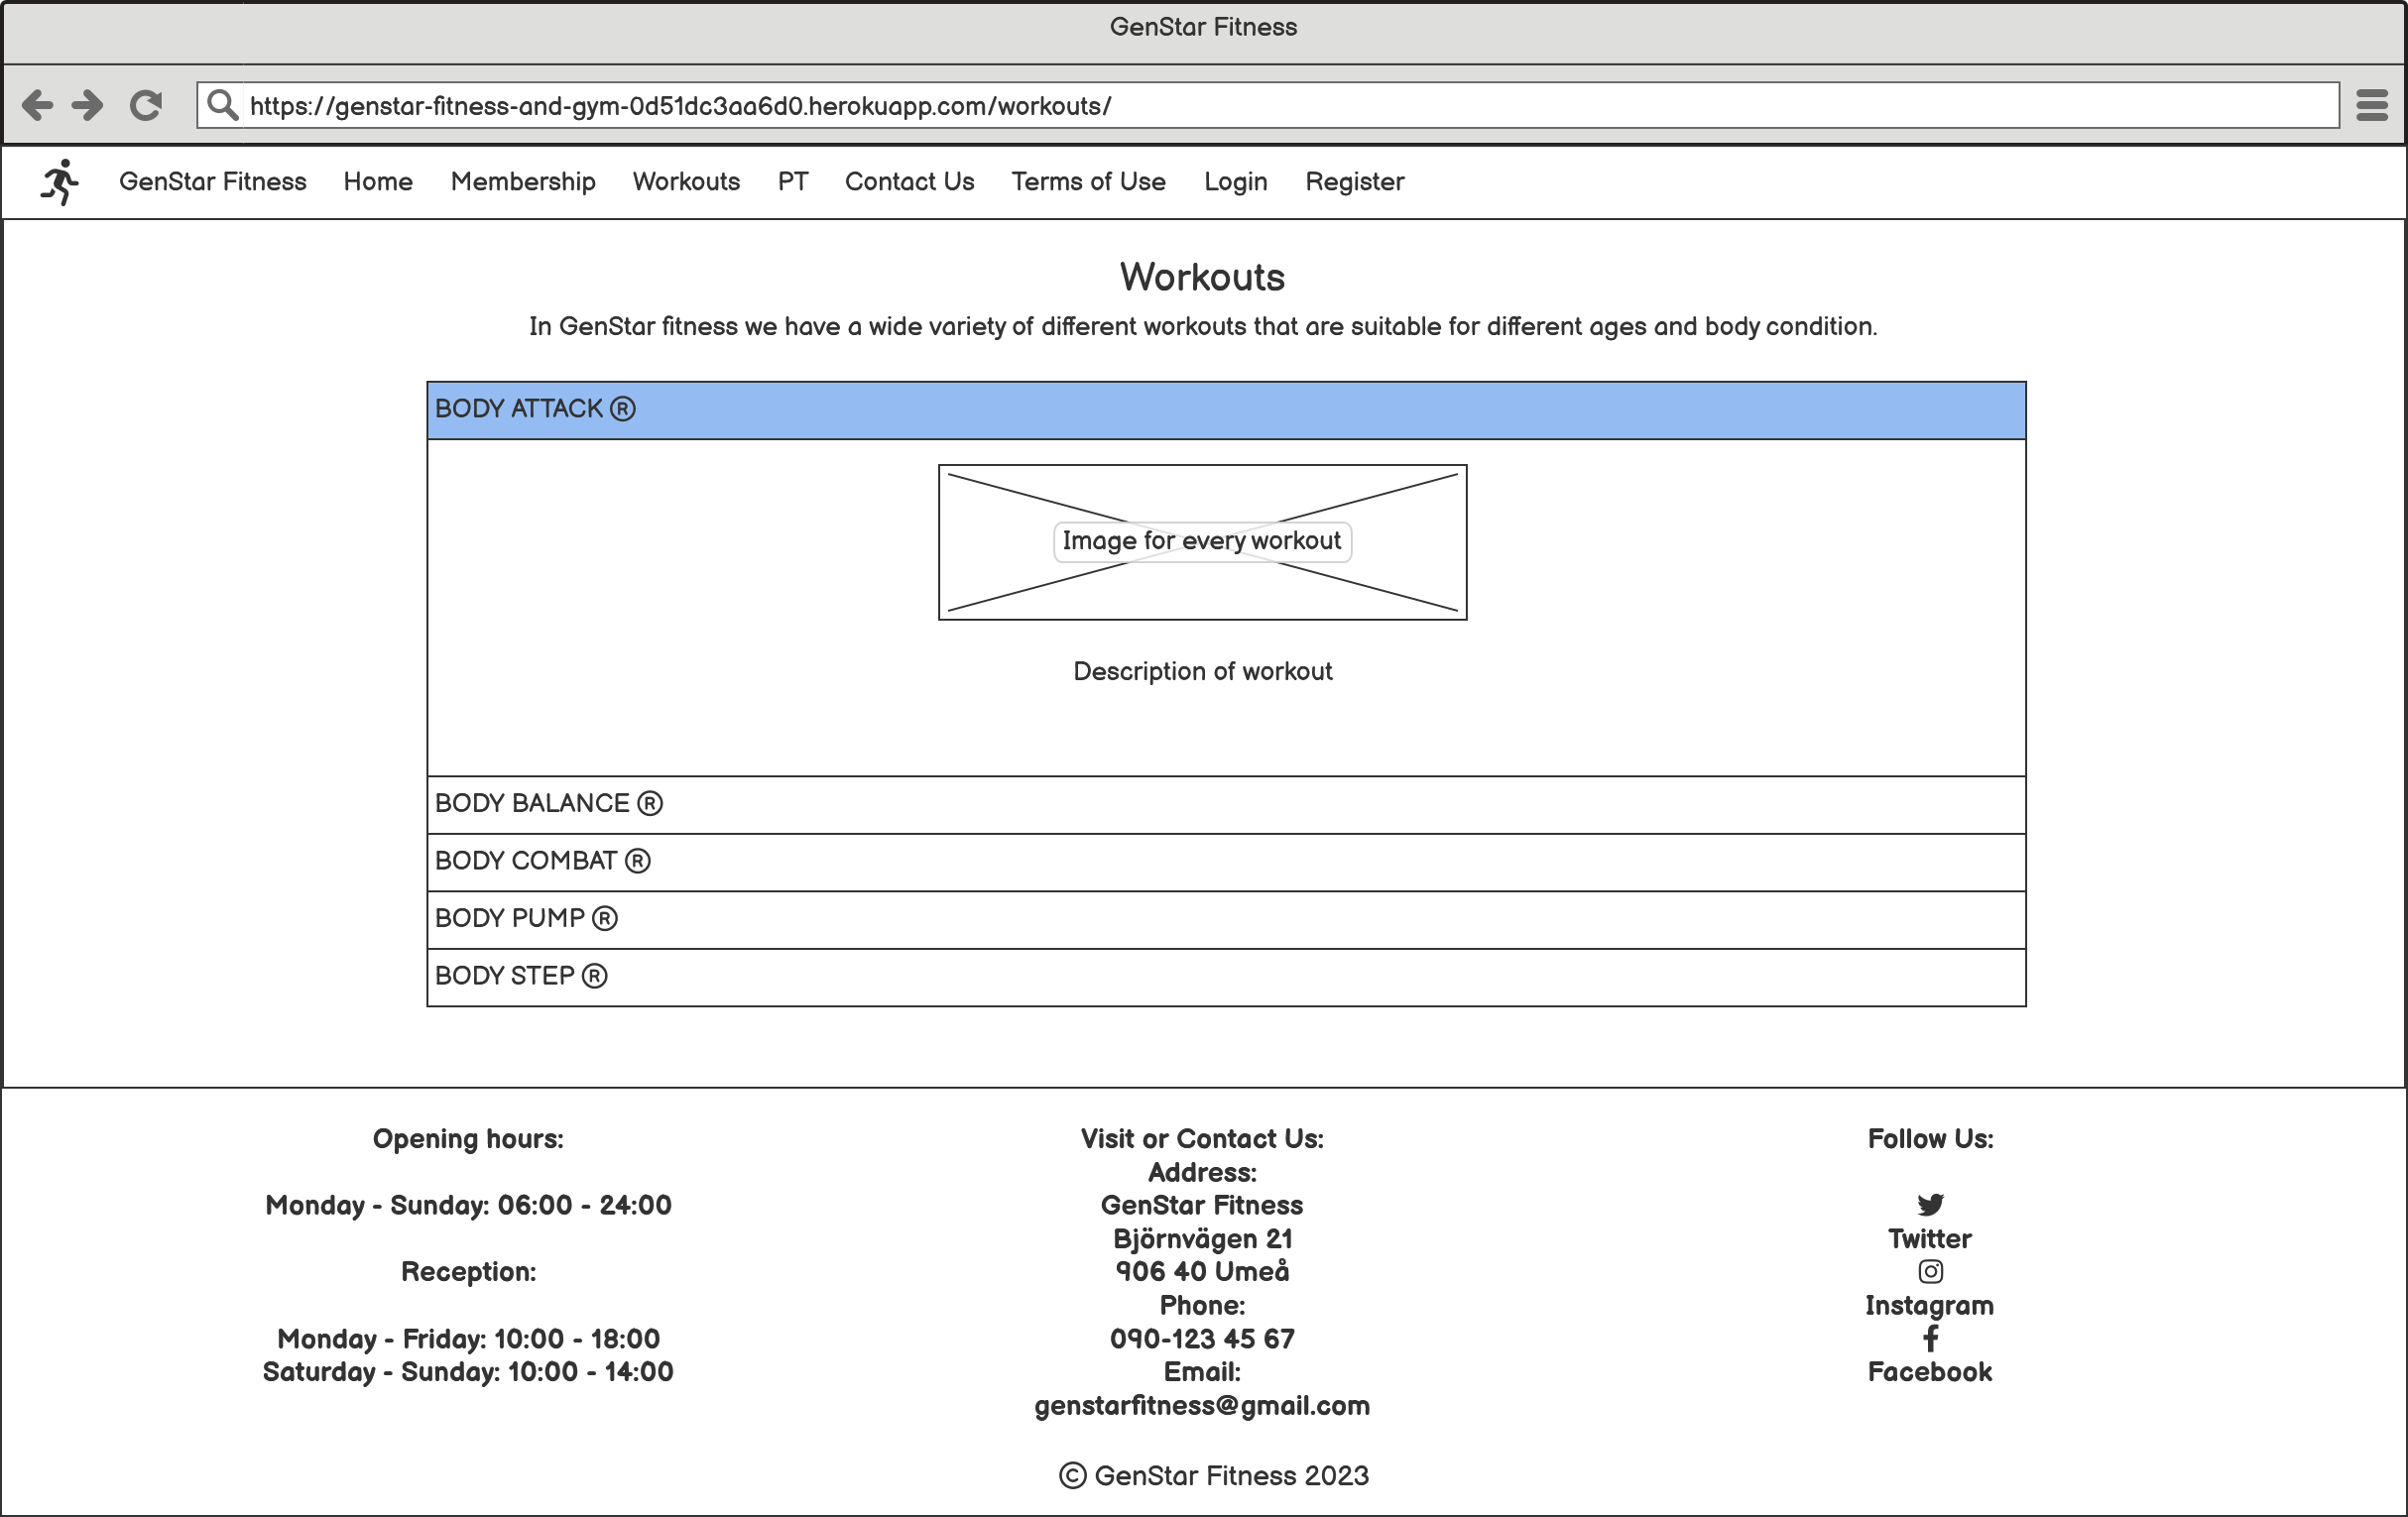 GenStar Fitness
https://genstar-fitness-and-gym-0d51dc3aa6d0.herokuapp.com/workouts/
GenStar Fitness Home Membership Workouts PT Contact Us Terms of Use Login Register
Workouts
In GenStar fitness we have a wide variety of different workouts that are suitable for different ages and body condition.
BODY ATTACK ®
Image for every workout
Description of workout
BODY BALANCE ®
BODY COMBAT ®
BODY PUMP ®
BODY STEP ®
Opening hours:
Monday - Sunday: 06:00 - 24:00
Reception:
Monday - Friday: 10:00 - 18:00
Saturday - Sunday: 10:00 - 14:00
Visit or Contact Us:
Address:
GenStar Fitness
Björnvägen 21
906 40 Umeå
Phone:
090-123 45 67
Email:
genstarfitness@gmail.com
Follow Us:
Twitter
Instagram
Facebook
© GenStar Fitness 2023